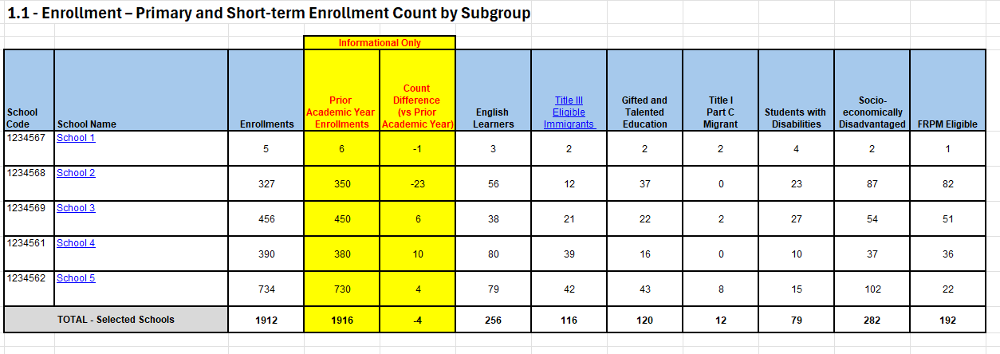 1.1 - Enrollment – Primary and Short-term Enrollment Count by Subgroup
Informational Only
School Code School Name Enrollments Prior Academic Year Enrollments Count Difference (vs Prior Academic Year) English Learners Title III Eligible Immigrants Gifted and Talented Education Title I Part C Migrant Students with Disabilities Socio-economically Disadvantaged FRPM Eligible
1234567 School 1 5 6 -1 3 2 2 2 4 2 1
1234568 School 2 327 350 -23 56 12 37 0 23 87 82
1234569 School 3 456 450 6 38 21 22 2 27 54 51
1234561 School 4 390 380 10 80 39 16 0 10 37 36
1234562 School 5 734 730 4 79 42 43 8 15 102 22
TOTAL - Selected Schools 1912 1916 -4 256 116 120 12 79 282 192